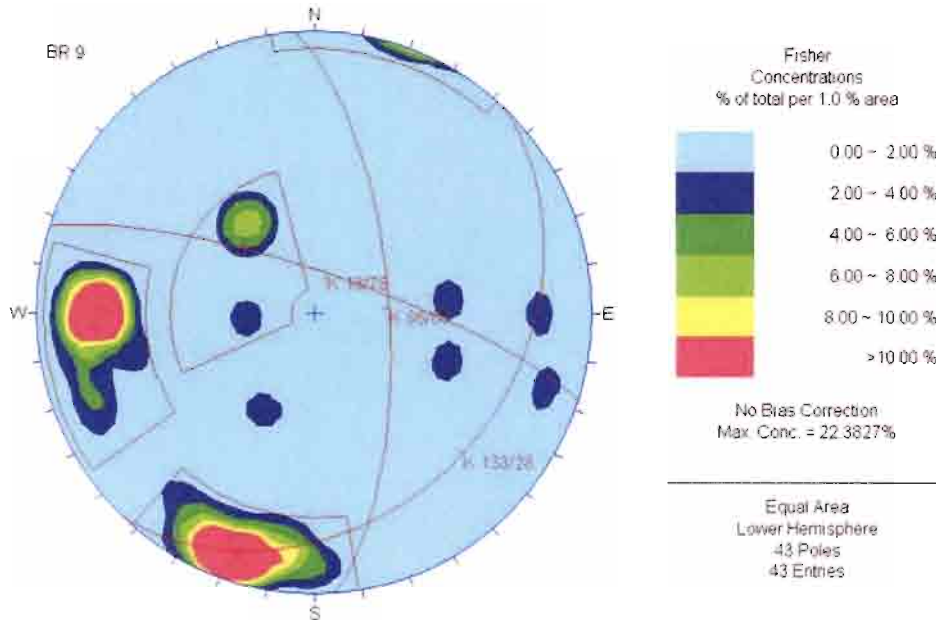 BR 9
N
W
E
S
K 133/26
Fisher
Concentrations
% of total per 1.0 % area
0.00 ~ 2.00 %
2.00 ~ 4.00 %
4.00 ~ 6.00 %
6.00 ~ 8.00 %
8.00 ~ 10.00 %
>10.00 %
No Bias Correction
Max. Conc. = 22.3827%
Equal Area
Lower Hemisphere
43 Poles
43 Entries